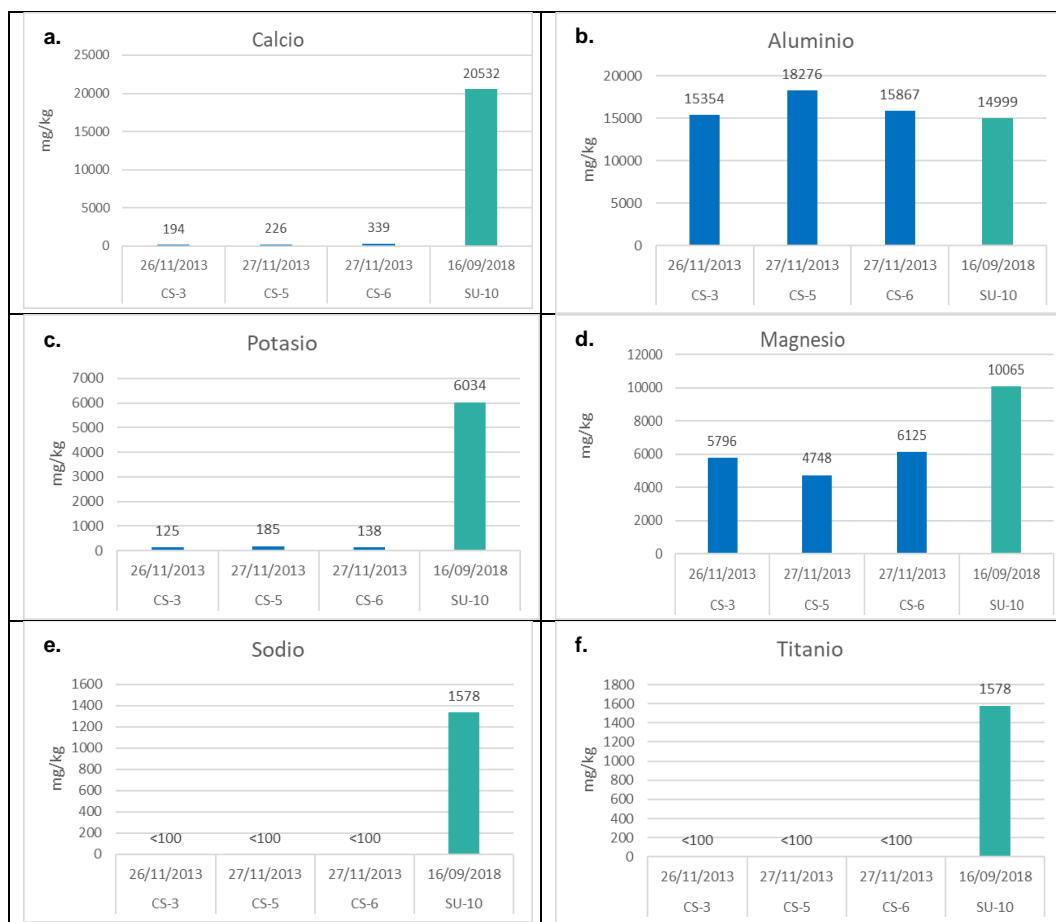 a.
Calcio
mg/kg
25000
20000
15000
10000
5000
0
194
226
339
20532
26/11/2013 27/11/2013 27/11/2013 16/09/2018
CS-3 CS-5 CS-6 SU-10
b.
Aluminio
mg/kg
20000
15000
10000
5000
0
15354
18276
15867
14999
26/11/2013 27/11/2013 27/11/2013 16/09/2018
CS-3 CS-5 CS-6 SU-10
c.
Potasio
mg/kg
7000
6000
5000
4000
3000
2000
1000
0
125
185
138
6034
26/11/2013 27/11/2013 27/11/2013 16/09/2018
CS-3 CS-5 CS-6 SU-10
d.
Magnesio
mg/kg
12000
10000
8000
6000
4000
2000
0
5796
4748
6125
10065
26/11/2013 27/11/2013 27/11/2013 16/09/2018
CS-3 CS-5 CS-6 SU-10
e.
Sodio
mg/kg
1600
1400
1200
1000
800
600
400
200
0
<100
<100
<100
1578
26/11/2013 27/11/2013 27/11/2013 16/09/2018
CS-3 CS-5 CS-6 SU-10
f.
Titanio
mg/kg
1800
1600
1400
1200
1000
800
600
400
200
0
<100
<100
<100
1578
26/11/2013 27/11/2013 27/11/2013 16/09/2018
CS-3 CS-5 CS-6 SU-10